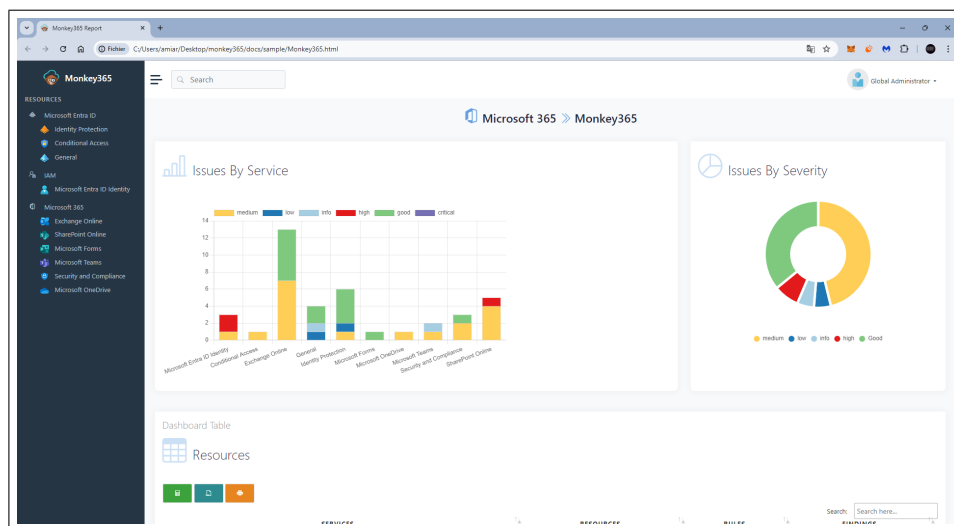 Monkey365 Report
Fichier C:/Users/amiar/Desktop/monkey365/docs/sample/Monkey365.html
Monkey365
Search
Global Administrator
RESOURCES
Microsoft Entra ID
Identity Protection
Conditional Access
General
IAM
Microsoft Entra ID Identity
Microsoft 365
Exchange Online
SharePoint Online
Microsoft Forms
Microsoft Teams
Security and Compliance
Microsoft OneDrive
Microsoft 365 Monkey365
Issues By Service
medium low info high good critical
14
12
10
8
6
4
2
0
Microsoft Entra ID Identity
Conditional Access
Exchange Online
General
Identity Protection
Microsoft Forms
Microsoft OneDrive
Microsoft Teams
Security and Compliance
SharePoint Online
Issues By Severity
medium low info high Good
Dashboard Table
Resources
Search: Search here...
SERVICES RESOURCES RULES FINDINGS